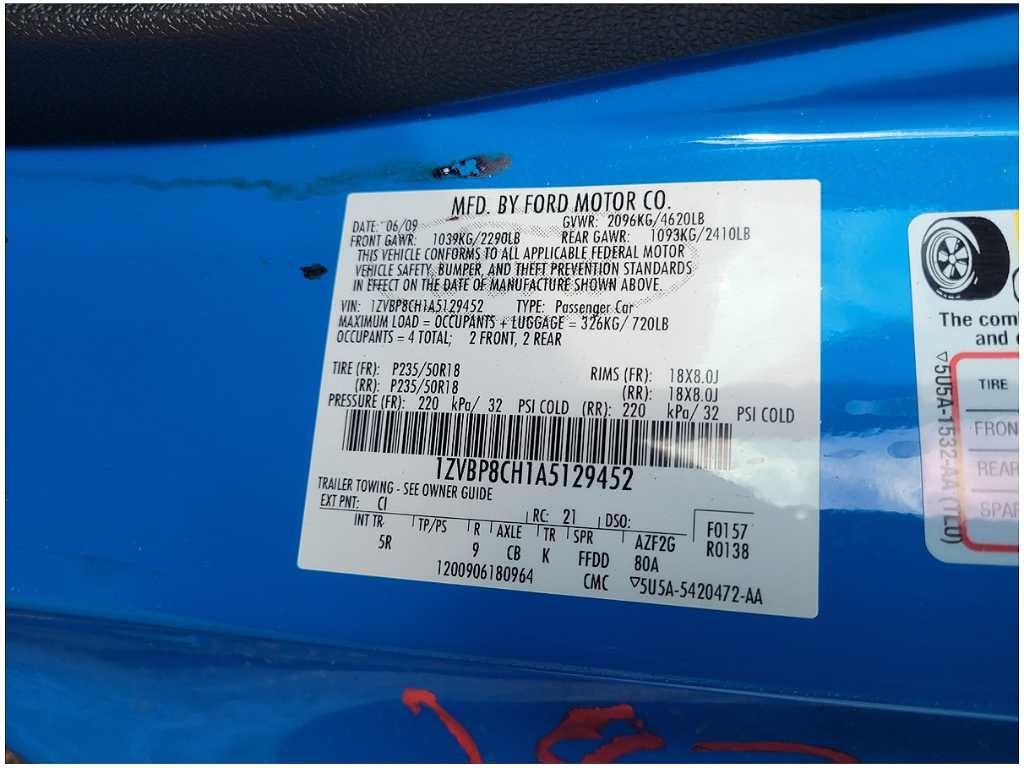 MFD. BY FORD MOTOR CO.
DATE: 06/09 GVWR: 2096KG/4620LB
FRONT GAWR: 1039KG/2290LB REAR GAWR: 1093KG/2410LB
THIS VEHICLE CONFORMS TO ALL APPLICABLE FEDERAL MOTOR
VEHICLE SAFETY, BUMPER, AND THEFT PREVENTION STANDARDS
IN EFFECT ON THE DATE OF MANUFACTURE SHOWN ABOVE.
VIN: 1ZVBP8CH1A5129452 TYPE: Passenger Car
MAXIMUM LOAD = OCCUPANTS + LUGGAGE = 326KG/720LB
OCCUPANTS = 4 TOTAL; 2 FRONT, 2 REAR
TIRE (FR): P235/50R18 RIMS (FR): 18X8.0J
(RR): P235/50R18 (RR): 18X8.0J
PRESSURE (FR): 220 kPa/ 32 PSI COLD (RR): 220 kPa/ 32 PSI COLD
1ZVBP8CH1A5129452
TRAILER TOWING - SEE OWNER GUIDE
EXT PNT: CI RC: 21 DSO: F0157
INT TR TP/PS R AXLE TR SPR AZF2G R0138
5R 9 CB K FFDD 80A
1200906180964 CMC ▽5U5A-5420472-AA
The com
and
▽5U5A-1532-AA (TLU)
TIRE
FRON
REAR
SPAR